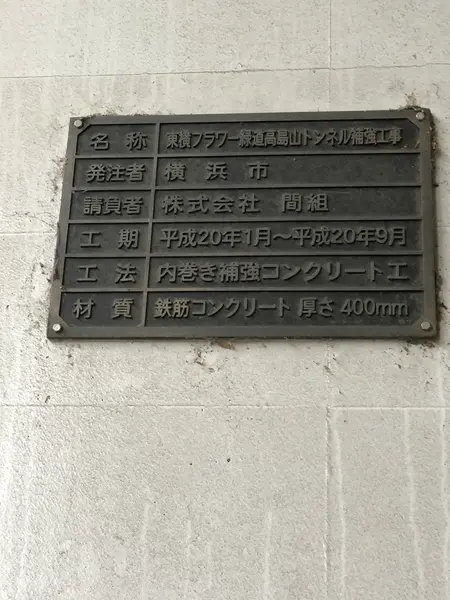 名称 東横フラワー緑道高島山トンネル補強工事
発注者 横浜市
請負者 株式会社 間組
工期 平成20年1月～平成20年9月
工法 内巻き補強コンクリート工
材質 鉄筋コンクリート 厚さ 400mm